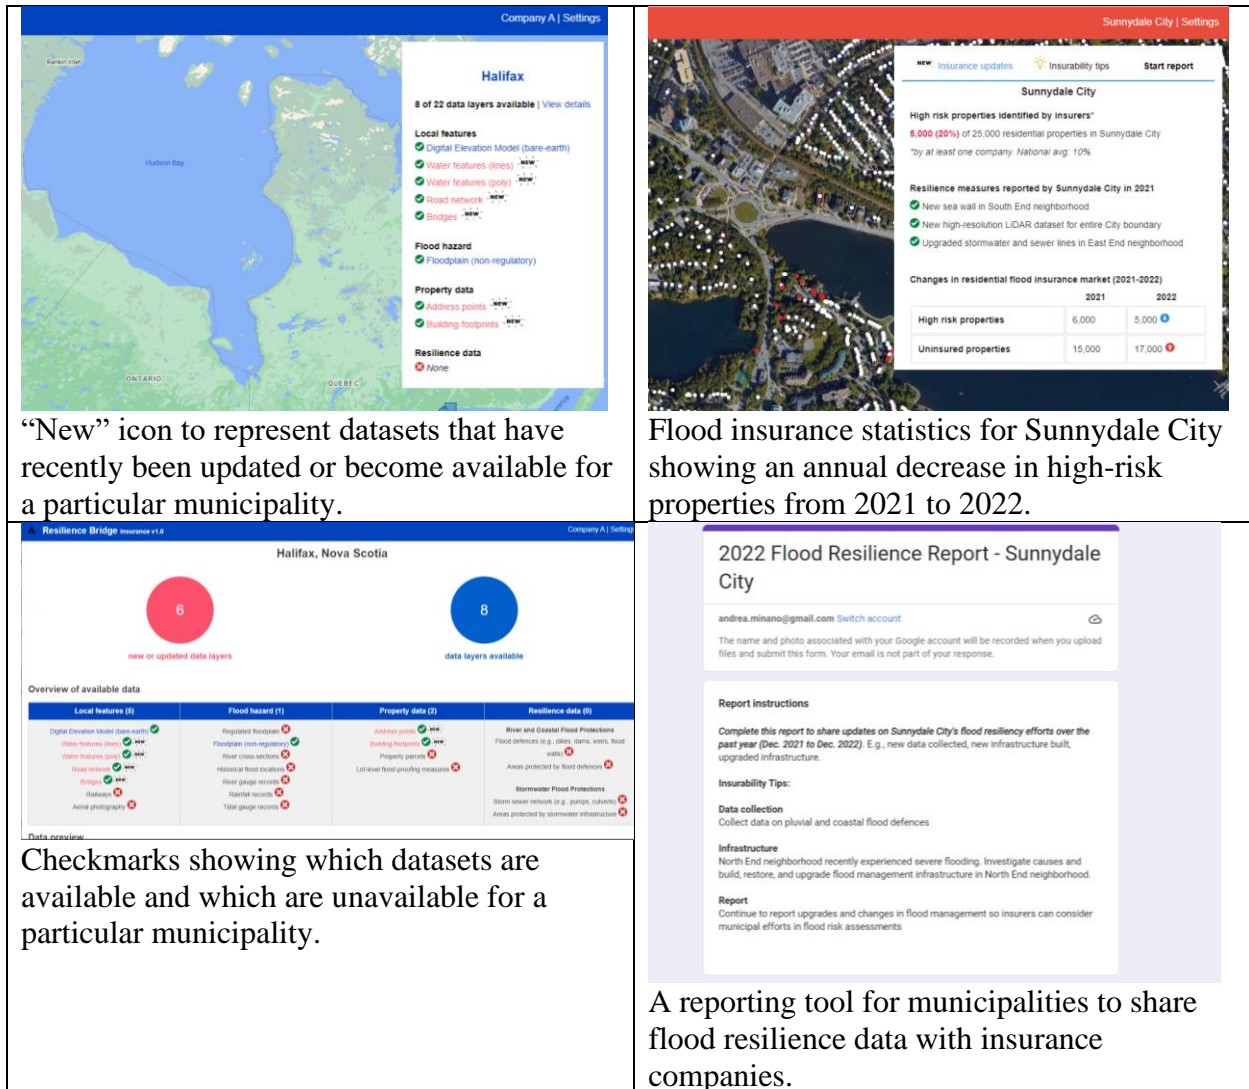 Company A | Settings
Rankin Inlet
Hudson Bay
ONTARIO
QUEBEC
Halifax
8 of 22 data layers available | View details
Local features
Digital Elevation Model (bare-earth)
Water features (lines) NEW
Water features (poly) NEW
Road network NEW
Bridges NEW
Flood hazard
Floodplain (non-regulatory)
Property data
Address points NEW
Building footprints NEW
Resilience data
None
“New” icon to represent datasets that have
recently been updated or become available for
a particular municipality.
Sunnydale City | Settings
NEW Insurance updates Insurability tips Start report
Sunnydale City
High risk properties identified by insurers*
5,000 (20%) of 25,000 residential properties in Sunnydale City
*by at least one company. National avg: 10%
Resilience measures reported by Sunnydale City in 2021
New sea wall in South End neighborhood
New high-resolution LiDAR dataset for entire City boundary
Upgraded stormwater and sewer lines in East End neighborhood
Changes in residential flood insurance market (2021-2022)
2021 2022
High risk properties 6,000 5,000
Uninsured properties 15,000 17,000
Flood insurance statistics for Sunnydale City
showing an annual decrease in high-risk
properties from 2021 to 2022.
Resilience Bridge Insurance v1.0
Company A | Settings
Halifax, Nova Scotia
6
new or updated data layers
8
data layers available
Overview of available data
Local features (5)
Digital Elevation Model (bare-earth)
Water features (lines) NEW
Water features (poly) NEW
Road network NEW
Bridges NEW
Railways
Aerial photography
Flood hazard (1)
Regulated floodplain
Floodplain (non-regulatory)
River cross-sections
Historical flood locations
River gauge records
Rainfall records
Tidal gauge records
Property data (2)
Address points NEW
Building footprints NEW
Property parcels
Lot-level flood-proofing measures
Resilience data (0)
River and Coastal Flood Protections
Flood defences (e.g., dikes, dams, weirs, flood
walls)
Areas protected by flood defences
Stormwater Flood Protections
Storm sewer network (e.g., pumps, culverts)
Areas protected by stormwater infrastructure
Data preview
Checkmarks showing which datasets are
available and which are unavailable for a
particular municipality.
2022 Flood Resilience Report - Sunnydale
City
andrea.minano@gmail.com Switch account
The name and photo associated with your Google account will be recorded when you upload
files and submit this form. Your email is not part of your response.
Report instructions
Complete this report to share updates on Sunnydale City's flood resiliency efforts over the
past year (Dec. 2021 to Dec. 2022). E.g., new data collected, new infrastructure built,
upgraded infrastructure.
Insurability Tips:
Data collection
Collect data on pluvial and coastal flood defences
Infrastructure
North End neighborhood recently experienced severe flooding. Investigate causes and
build, restore, and upgrade flood management infrastructure in North End neighborhood.
Report
Continue to report upgrades and changes in flood management so insurers can consider
municipal efforts in flood risk assessments
A reporting tool for municipalities to share
flood resilience data with insurance
companies.